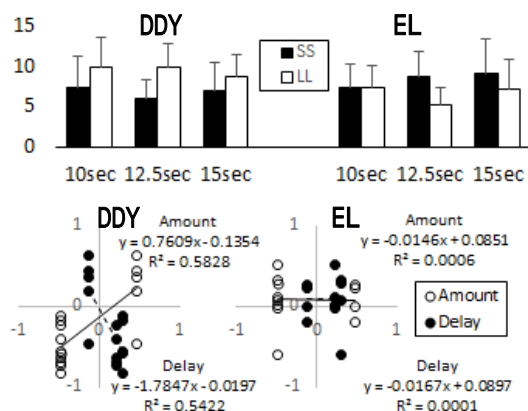 DDY EL
15
10
5
0
SS
LL
10sec 12.5sec 15sec 10sec 12.5sec 15sec
DDY
1
Amount
y = 0.7609x - 0.1354
R² = 0.5828
0
-1 0 1
-1
Delay
y = -1.7847x - 0.0197
R² = 0.5422
EL
1
Amount
y = -0.0146x + 0.0851
R² = 0.0006
0
-1 0 1
-1
Delay
y = -0.0167x + 0.0897
R² = 0.0001
Amount
Delay